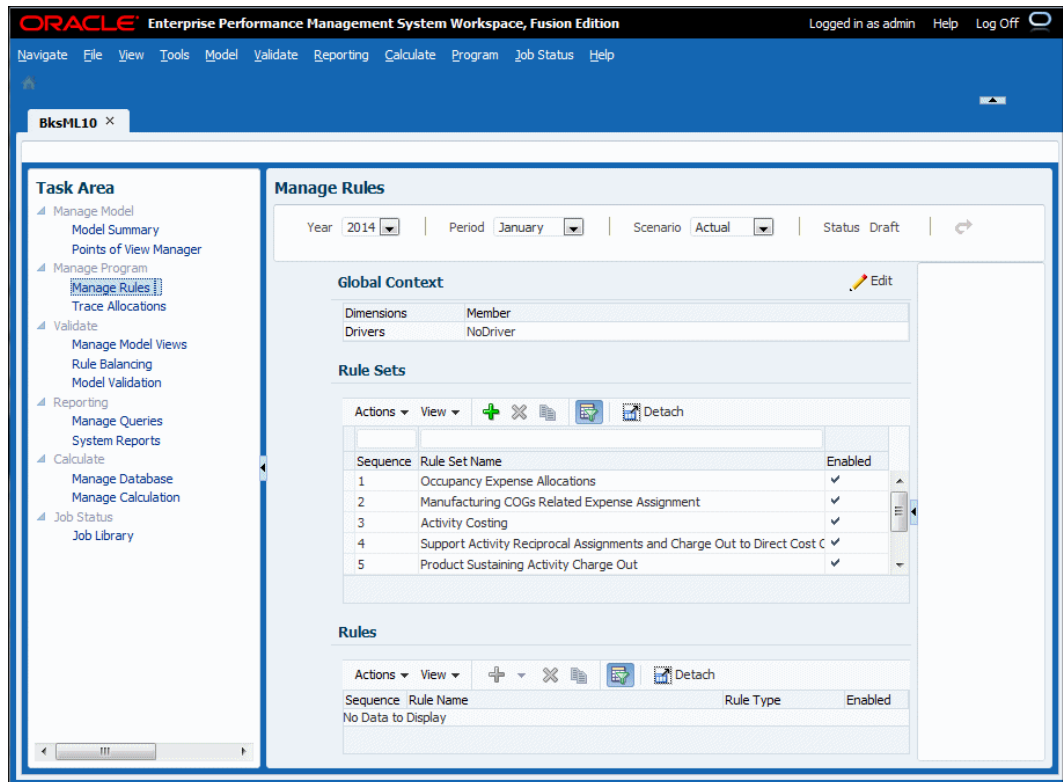 ORACLE Enterprise Performance Management System Workspace, Fusion Edition Logged in as admin Help Log Off
Navigate File View Tools Model Validate Reporting Calculate Program Job Status Help
BksML10
Task Area
Manage Model
Model Summary
Points of View Manager
Manage Program
Manage Rules
Trace Allocations
Validate
Manage Model Views
Rule Balancing
Model Validation
Reporting
Manage Queries
System Reports
Calculate
Manage Database
Manage Calculation
Job Status
Job Library
Manage Rules
Year 2014 Period January Scenario Actual Status Draft
Global Context Edit
Dimensions Member
Drivers NoDriver
Rule Sets
Actions View Detach
Sequence Rule Set Name Enabled
1 Occupancy Expense Allocations
2 Manufacturing COGs Related Expense Assignment
3 Activity Costing
4 Support Activity Reciprocal Assignments and Charge Out to Direct Cost C
5 Product Sustaining Activity Charge Out
Rules
Actions View Detach
Sequence Rule Name Rule Type Enabled
No Data to Display